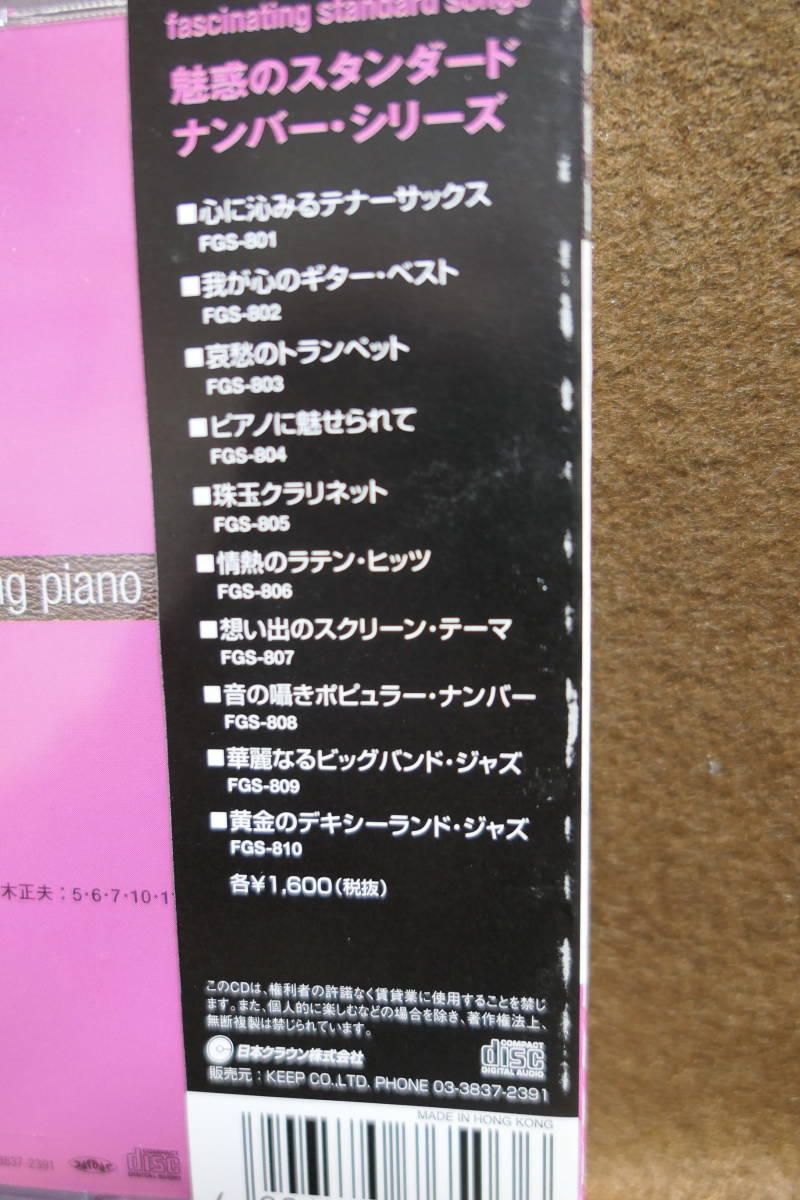 fascinating standard songs
魅惑のスタンダード
ナンバー・シリーズ
■心に沁みるテナーサックス
FGS-801
■我が心のギター・ベスト
FGS-802
■哀愁のトランペット
FGS-803
■ピアノに魅せられて
FGS-804
■珠玉クラリネット
FGS-805
■情熱のラテン・ヒッツ
FGS-806
■想い出のスクリーン・テーマ
FGS-807
■音の囁きポピュラー・ナンバー
FGS-808
■華麗なるビッグバンド・ジャズ
FGS-809
■黄金のデキシーランド・ジャズ
FGS-810
各¥1,600(税抜)
このCDは、権利者の許諾なく賃貸業に使用することを禁じ
ます。また、個人的に楽しむなどの場合を除き、著作権法上、
無断複製は禁じられています。
日本クラウン株式会社
COMPACT
disc
DIGITAL AUDIO
販売元:KEEP CO.,LTD. PHONE 03-3837-2391
MADE IN HONG KONG
ng piano
木正夫:5・6・7・10・1
3837-2391
COMPACT
disc
DIGITAL AUDIO